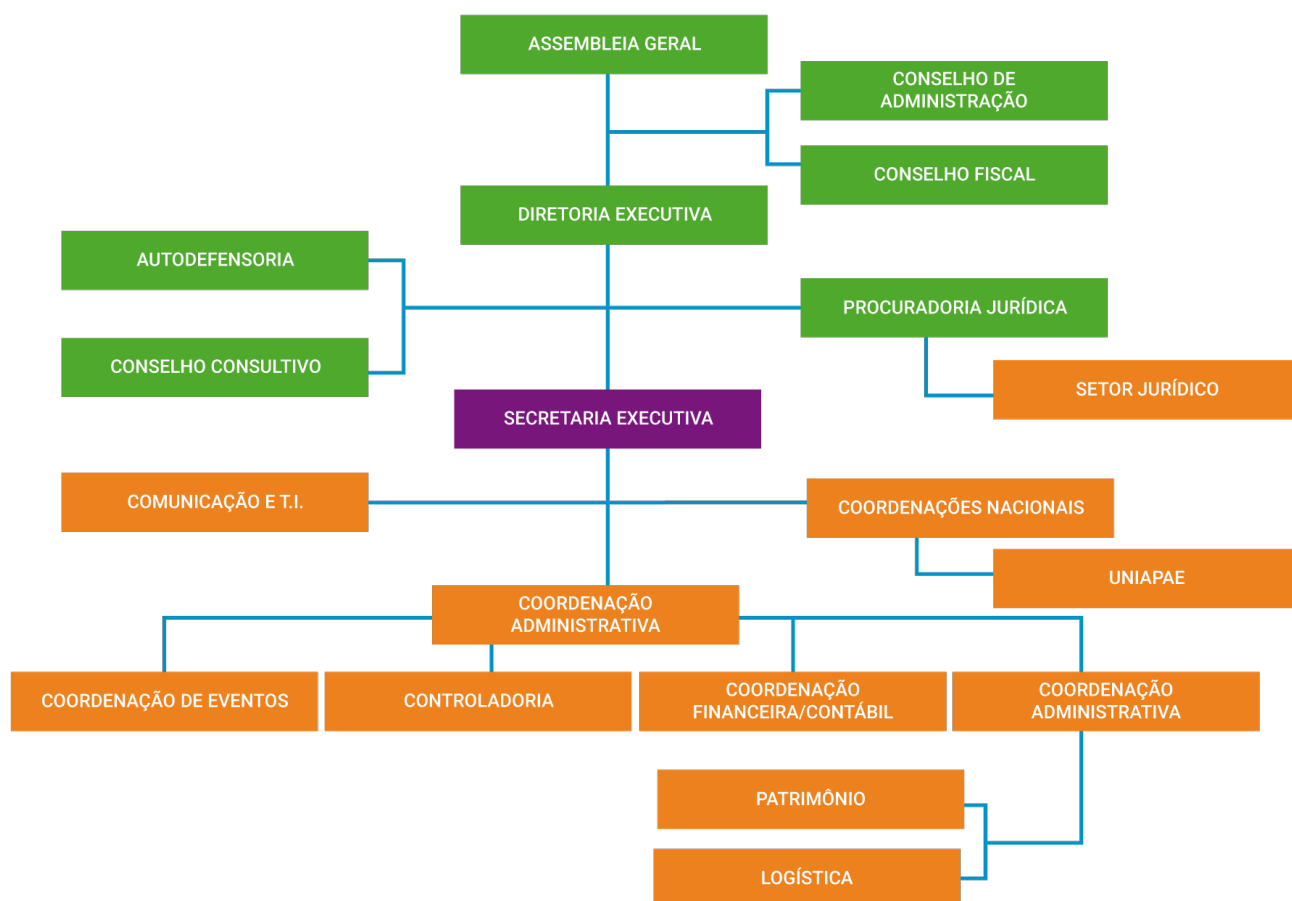 ASSEMBLEIA GERAL
CONSELHO DE
ADMINISTRAÇÃO
CONSELHO FISCAL
DIRETORIA EXECUTIVA
AUTODEFENSORIA
PROCURADORIA JURÍDICA
CONSELHO CONSULTIVO
SETOR JURÍDICO
SECRETARIA EXECUTIVA
COMUNICAÇÃO E T.I.
COORDENAÇÕES NACIONAIS
UNIAPAE
COORDENAÇÃO
ADMINISTRATIVA
COORDENAÇÃO DE EVENTOS
CONTROLADORIA
COORDENAÇÃO
FINANCEIRA/CONTÁBIL
COORDENAÇÃO
ADMINISTRATIVA
PATRIMÔNIO
LOGÍSTICA